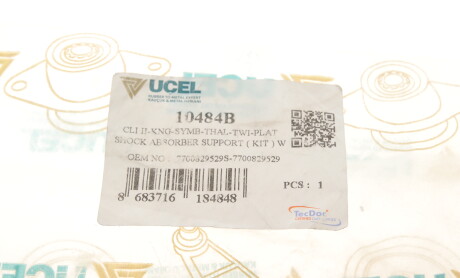 UCEL
10484B
CLI II-KNG-SYMB-THAL-TWI-PLAT
SHOCK ABSORBER SUPPORT ( KIT ) W
OEM NO : 7700829529S-7700829529
8 683716 184848
PCS : 1
TecDoc
UCEL